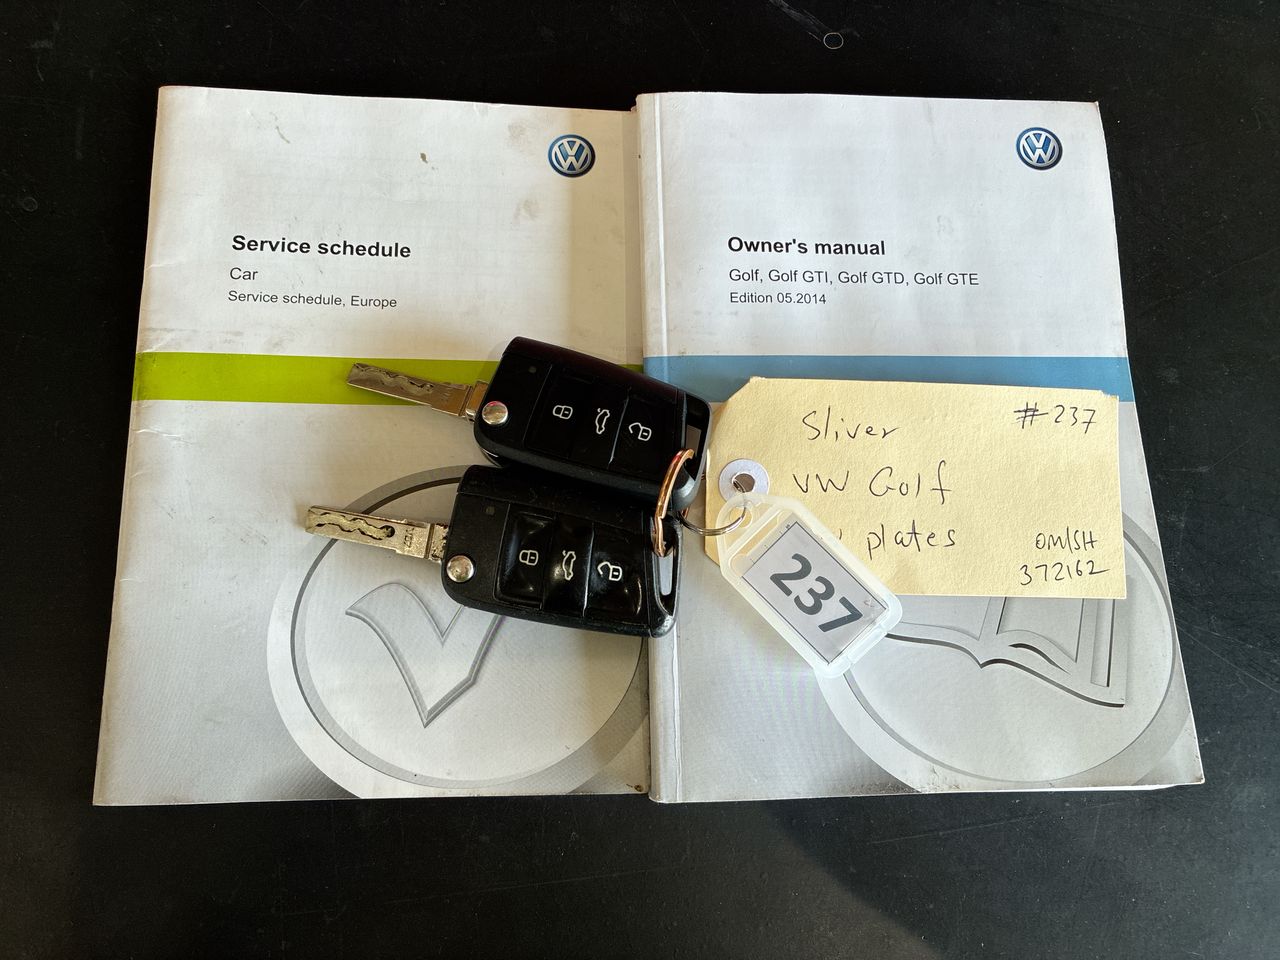 Service schedule
Car
Service schedule, Europe
Owner's manual
Golf, Golf GTI, Golf GTD, Golf GTE
Edition 05.2014
Sliver
#237
VW Golf
plates
OM/SH
372162
237